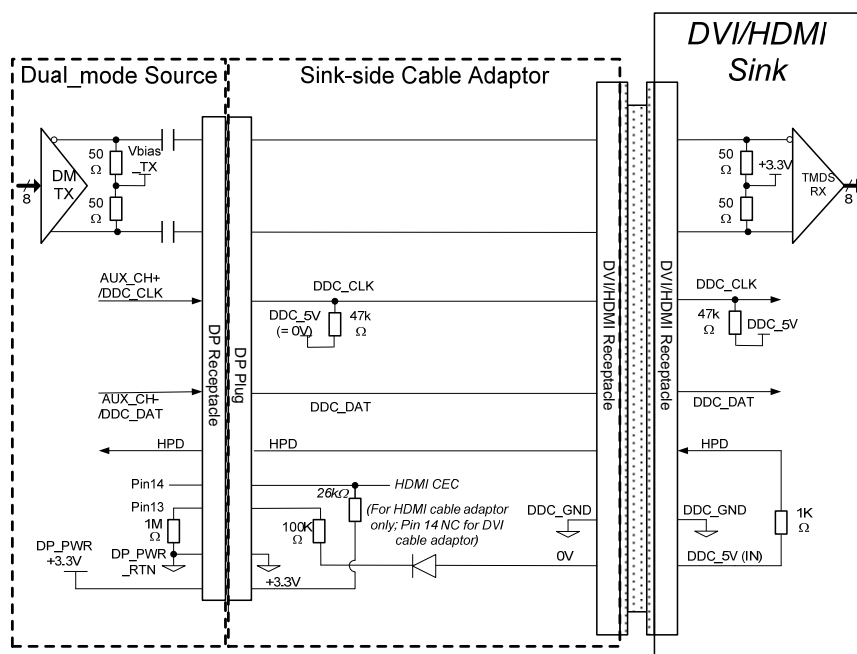 DVI/HDMI
Sink
Dual_mode Source
Sink-side Cable Adaptor
50
Ω
Vbias
_TX
DM
TX
8
50
Ω
50
Ω
+3.3V
TMDS
RX
8
50
Ω
AUX_CH+
/DDC_CLK
DDC_CLK
DDC_5V
(= 0V)
47k
Ω
DDC_CLK
47k
Ω
DDC_5V
DP Receptacle
DP Plug
DVI/HDMI Receptacle
DVI/HDMI Receptacle
AUX_CH-
/DDC_DAT
DDC_DAT
DDC_DAT
HPD
HPD
HPD
Pin14
HDMI CEC
26kΩ
(For HDMI cable adaptor
only; Pin 14 NC for DVI
cable adaptor)
Pin13
1M
Ω
100K
Ω
DDC_GND
DDC_GND
1K
Ω
DP_PWR
+3.3V
DP_PWR
_RTN
+3.3V
0V
DDC_5V (IN)